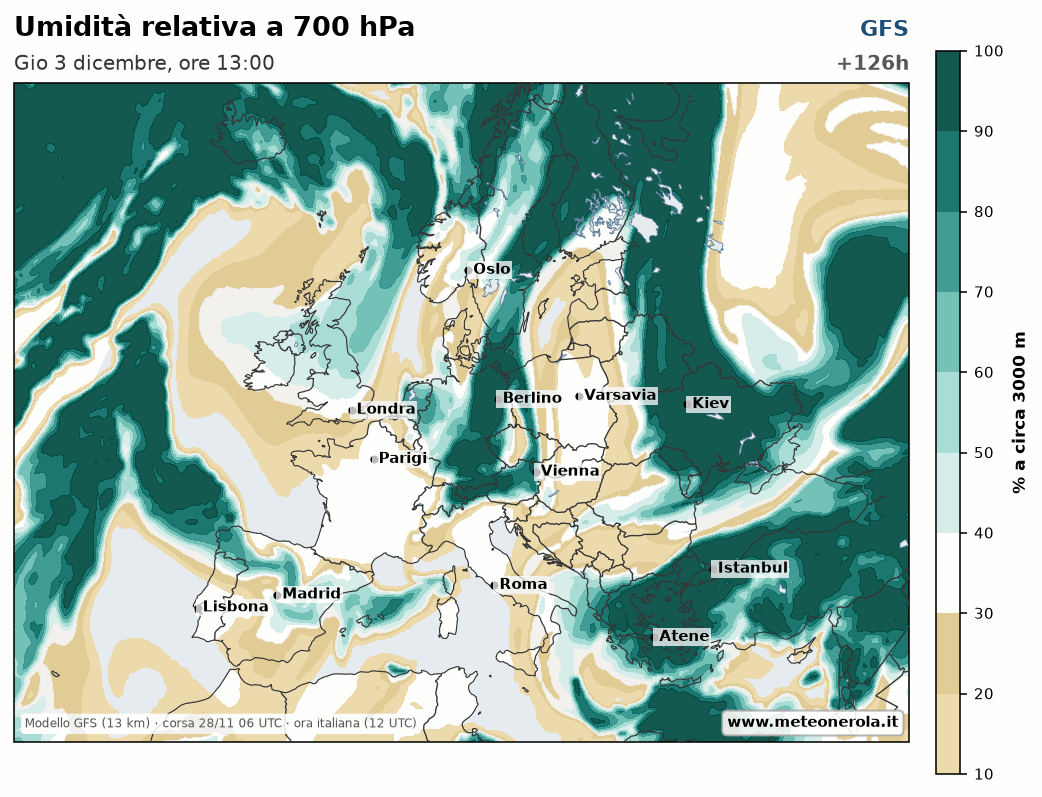 Umidità relativa a 700 hPa
GFS
Gio 3 dicembre, ore 13:00
+126h
100
90
80
70
60
50
40
30
20
10
% a circa 3000 m
Oslo
Berlino
Varsavia
Kiev
Londra
Parigi
Vienna
Istanbul
Roma
Madrid
Lisbona
Atene
Modello GFS (13 km) · corsa 28/11 06 UTC · ora italiana (12 UTC)
www.meteonerola.it